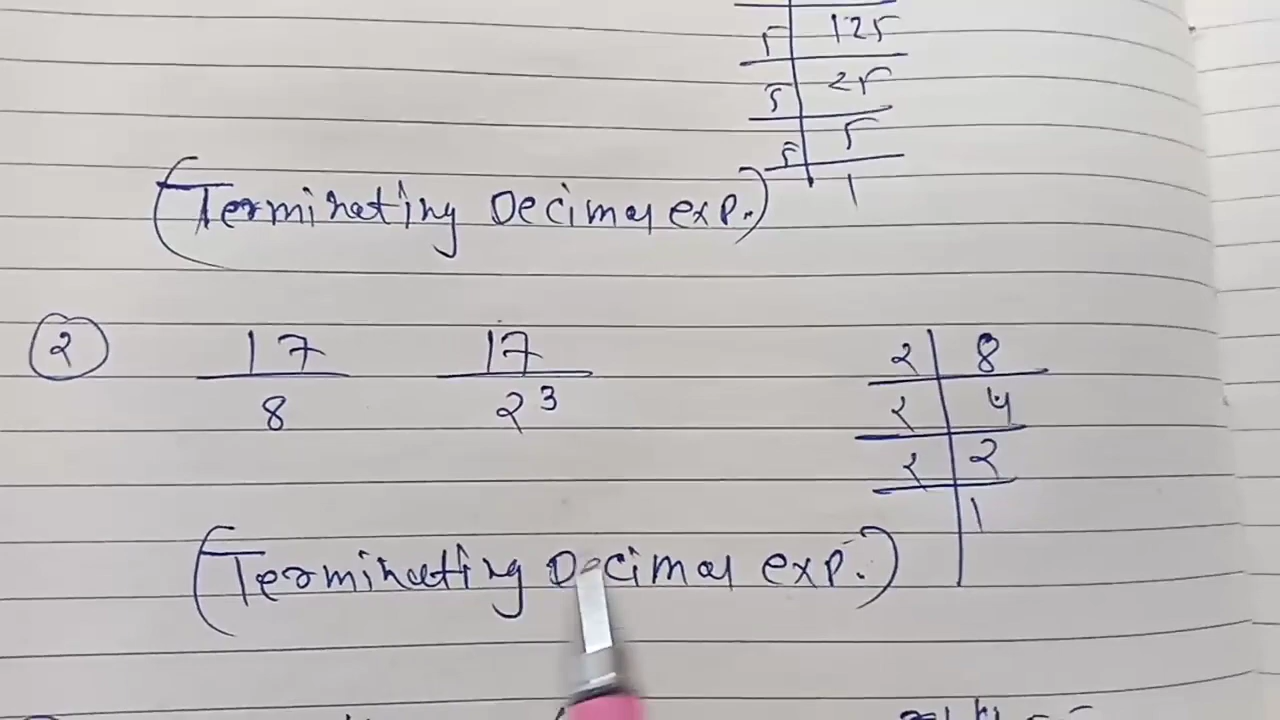 5 | 125
5 | 25
5 | 5
1
(Terminating Decimal exp.)
2 17/8 17/2³
2 | 8
2 | 4
2 | 2
1
(Terminating Decimal exp.)